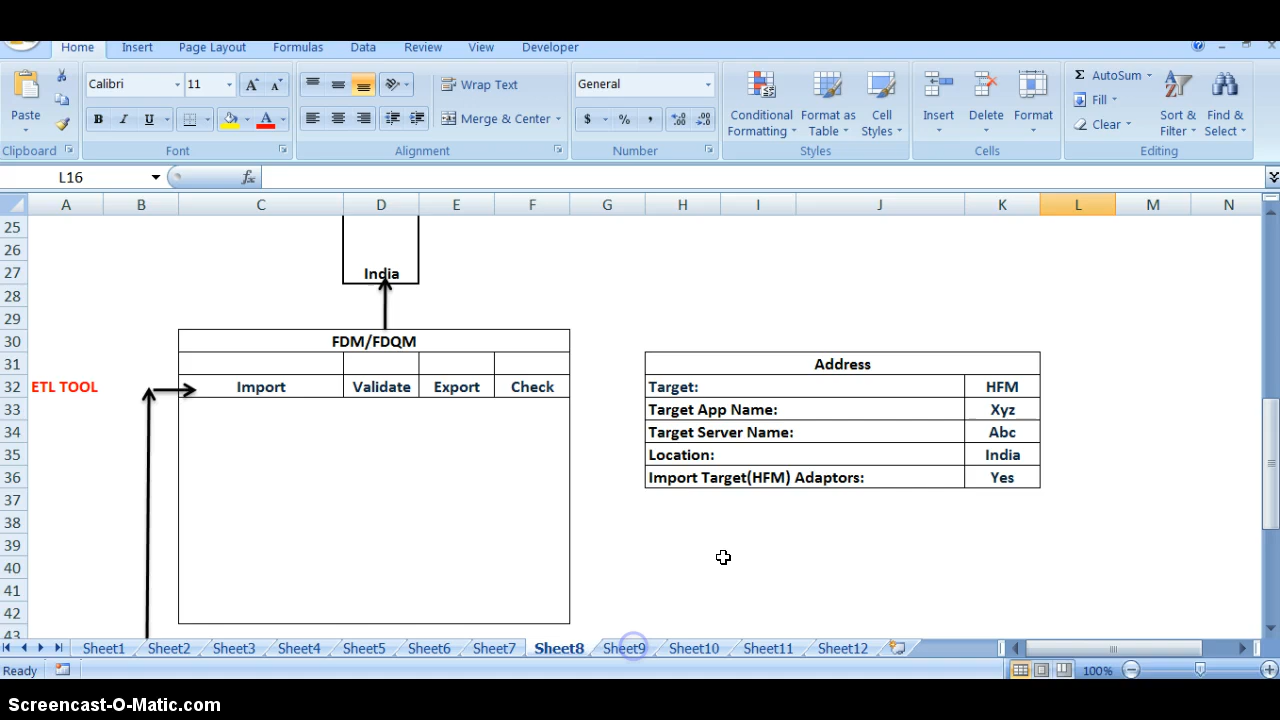 Home Insert Page Layout Formulas Data Review View Developer
Calibri 11 Wrap Text General AutoSum
Paste Fill
B I U Merge & Center $ % , Conditional Formatting Format as Table Cell Styles Insert Delete Format Clear Sort & Filter Find & Select
Clipboard Font Alignment Number Styles Cells Editing
L16 fx
A B C D E F G H I J K L M N
25
26
27 India
28
29
30 FDM/FDQM
31 Address
32 ETL TOOL Import Validate Export Check Target: HFM
33 Target App Name: Xyz
34 Target Server Name: Abc
35 Location: India
36 Import Target(HFM) Adaptors: Yes
37
38
39
40
41
42
43
Sheet1 Sheet2 Sheet3 Sheet4 Sheet5 Sheet6 Sheet7 Sheet8 Sheet9 Sheet10 Sheet11 Sheet12
Ready 100%
Screencast-O-Matic.com